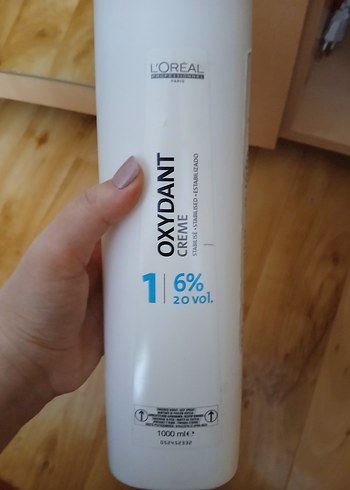 L'ORÉAL
PROFESSIONNEL
PARIS
OXYDANT
CREME
STABILISÉ • STABILISED • ESTABILIZADO
1
6%
20 vol.
1000 ml ℮